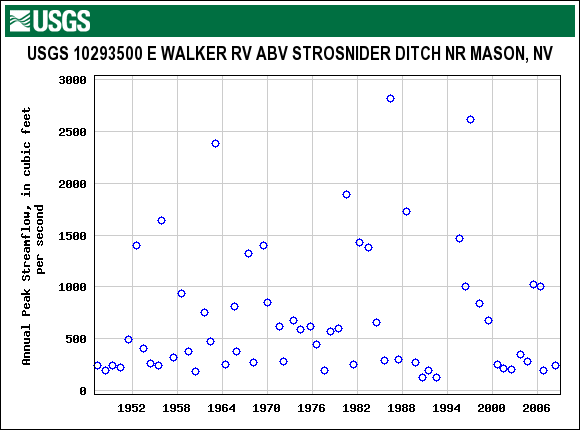 USGS
USGS 10293500 E WALKER RV ABV STROSNIDER DITCH NR MASON, NV
Annual Peak Streamflow, in cubic feet
per second
3000
2500
2000
1500
1000
500
0
1952 1958 1964 1970 1976 1982 1988 1994 2000 2006